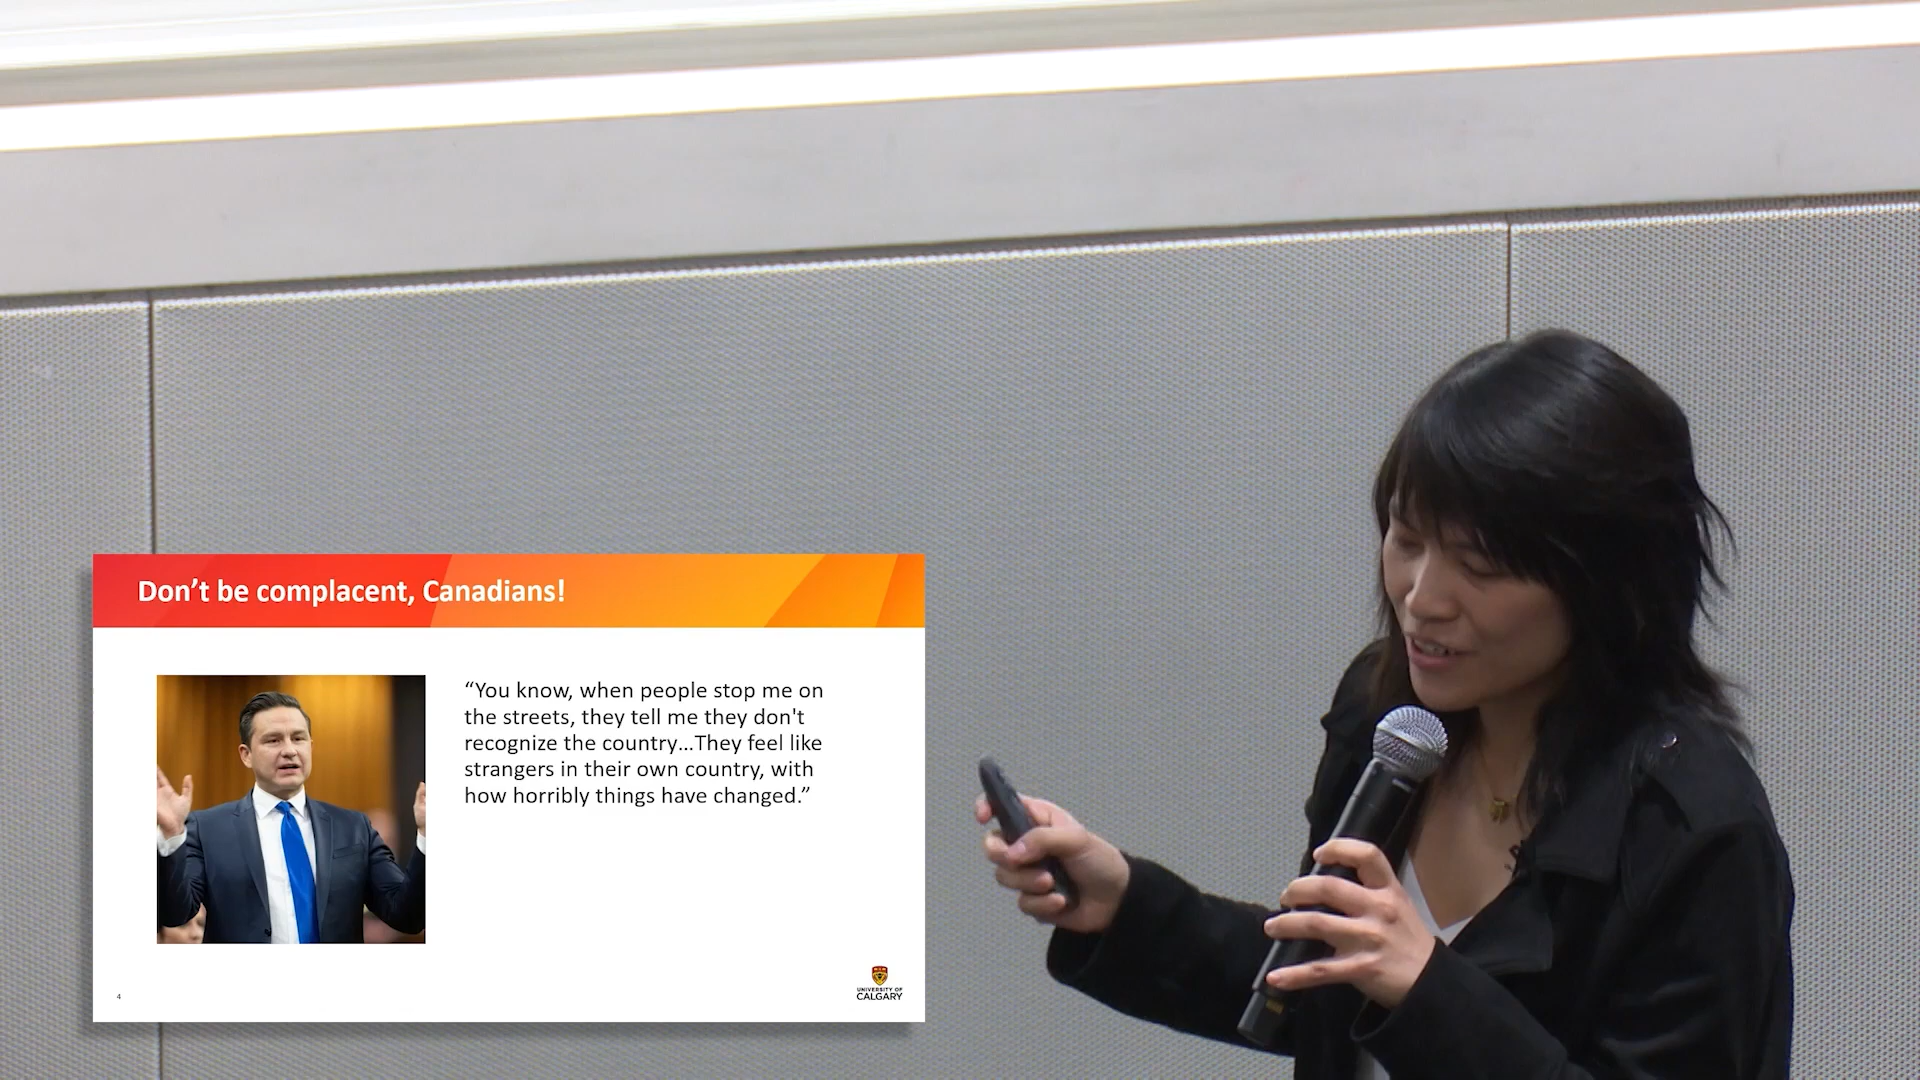 Don’t be complacent, Canadians!
“You know, when people stop me on
the streets, they tell me they don't
recognize the country...They feel like
strangers in their own country, with
how horribly things have changed.”
4
UNIVERSITY OF
CALGARY